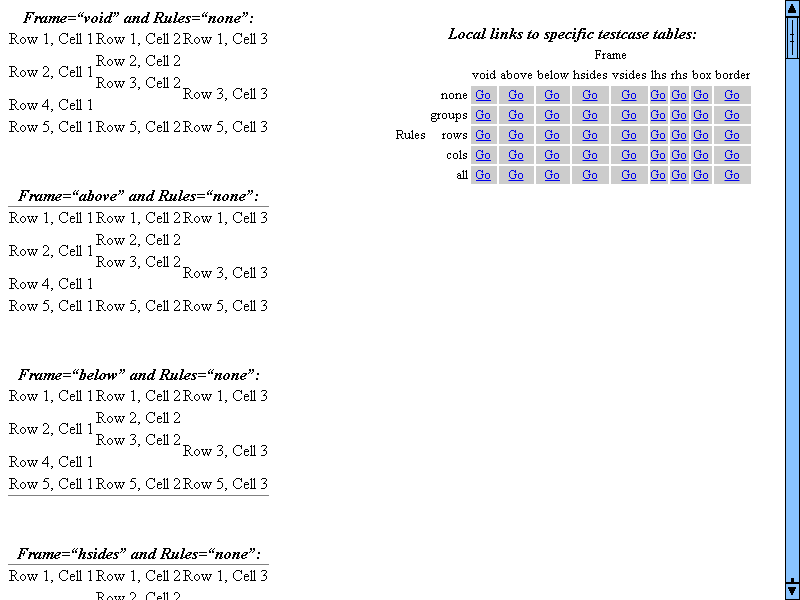 Frame=“void” and Rules=“none”:
Row 1, Cell 1 Row 1, Cell 2 Row 1, Cell 3
Row 2, Cell 2
Row 2, Cell 1
Row 3, Cell 2
Row 3, Cell 3
Row 4, Cell 1
Row 5, Cell 1 Row 5, Cell 2 Row 5, Cell 3
Frame=“above” and Rules=“none”:
Row 1, Cell 1 Row 1, Cell 2 Row 1, Cell 3
Row 2, Cell 2
Row 2, Cell 1
Row 3, Cell 2
Row 3, Cell 3
Row 4, Cell 1
Row 5, Cell 1 Row 5, Cell 2 Row 5, Cell 3
Frame=“below” and Rules=“none”:
Row 1, Cell 1 Row 1, Cell 2 Row 1, Cell 3
Row 2, Cell 2
Row 2, Cell 1
Row 3, Cell 2
Row 3, Cell 3
Row 4, Cell 1
Row 5, Cell 1 Row 5, Cell 2 Row 5, Cell 3
Frame=“hsides” and Rules=“none”:
Row 1, Cell 1 Row 1, Cell 2 Row 1, Cell 3
Row 2, Cell 2
Local links to specific testcase tables:
Frame
void above below hsides vsides lhs rhs box border
none Go Go Go Go Go Go Go Go Go
groups Go Go Go Go Go Go Go Go Go
Rules rows Go Go Go Go Go Go Go Go Go
cols Go Go Go Go Go Go Go Go Go
all Go Go Go Go Go Go Go Go Go